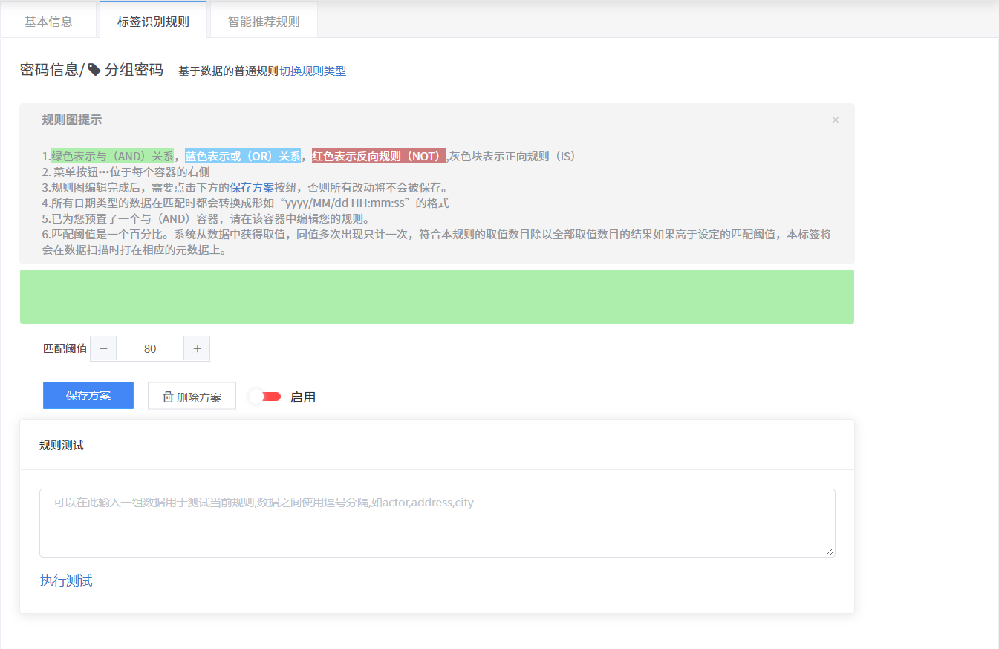 基本信息
标签识别规则
智能推荐规则
密码信息/ 分组密码 基于数据的普通规则切换规则类型
规则图提示
1.绿色表示与（AND）关系，蓝色表示或（OR）关系，红色表示反向规则（NOT）,灰色块表示正向规则（IS）
2. 菜单按钮···位于每个容器的右侧
3.规则图编辑完成后，需要点击下方的保存方案按纽，否则所有改动将不会被保存。
4.所有日期类型的数据在匹配时都会转换成形如“yyyy/MM/dd HH:mm:ss”的格式
5.已为您预置了一个与（AND）容器，请在该容器中编辑您的规则。
6.匹配阈值是一个百分比。系统从数据中获得取值，同值多次出现只计一次，符合本规则的取值数目除以全部取值数目的结果如果高于设定的匹配阈值，本标签将
会在数据扫描时打在相应的元数据上。
匹配阈值 − 80 +
保存方案
删除方案
启用
规则测试
可以在此输入一组数据用于测试当前规则,数据之间使用逗号分隔,如actor,address,city
执行测试